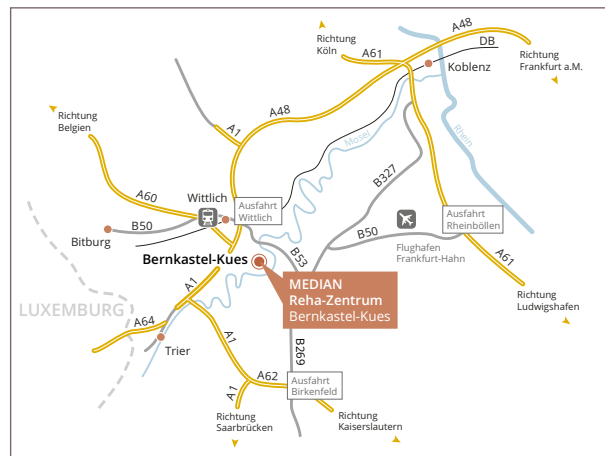 Richtung
Köln
A61
A48
DB
Richtung
Frankfurt a.M.
Koblenz
Richtung
Belgien
A1
A48
Mosel
Rhein
B327
A60
Wittlich
Ausfahrt
Wittlich
B50
Bitburg
B53
B50
Flughafen
Frankfurt-Hahn
Ausfahrt
Rheinböllen
A61
Bernkastel-Kues
MEDIAN
Reha-Zentrum
Bernkastel-Kues
Richtung
Ludwigshafen
LUXEMBURG
A1
A64
Trier
A1
B269
A62
A1
Ausfahrt
Birkenfeld
Richtung
Saarbrücken
Richtung
Kaiserslautern